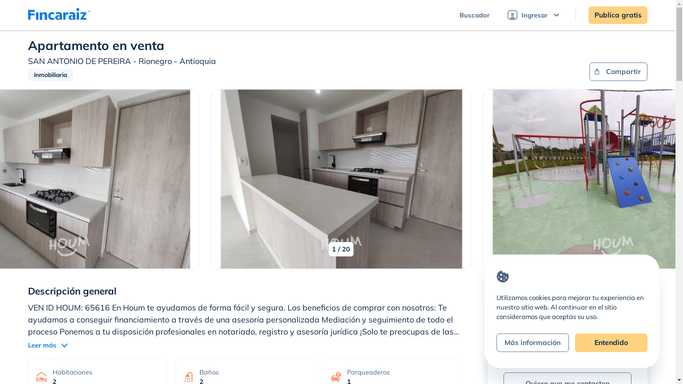 Fincaraiz
Buscador
Ingresar
Publica gratis
Apartamento en venta
SAN ANTONIO DE PEREIRA - Rionegro - Antioquia
Inmobiliaria
Compartir
HOUM
HOUM
HOUM
1 / 20
Descripción general
VEN ID HOUM: 65616 En Houm te ayudamos de forma fácil y segura. Los beneficios de comprar con nosotros: Te
ayudamos a conseguir financiamiento a través de una asesoría personalizada Mediación y seguimiento de todo el
proceso Ponemos a tu disposición profesionales en notariado, registro y asesoría jurídica ¡Solo te preocupas de las...
Leer más
Habitaciones
2
Baños
2
Parqueaderos
1
Utilizamos cookies para mejorar tu experiencia en
nuestro sitio web. Al continuar en el sitio
consideramos que aceptas su uso.
Más información
Entendido
Quiero que me contacten